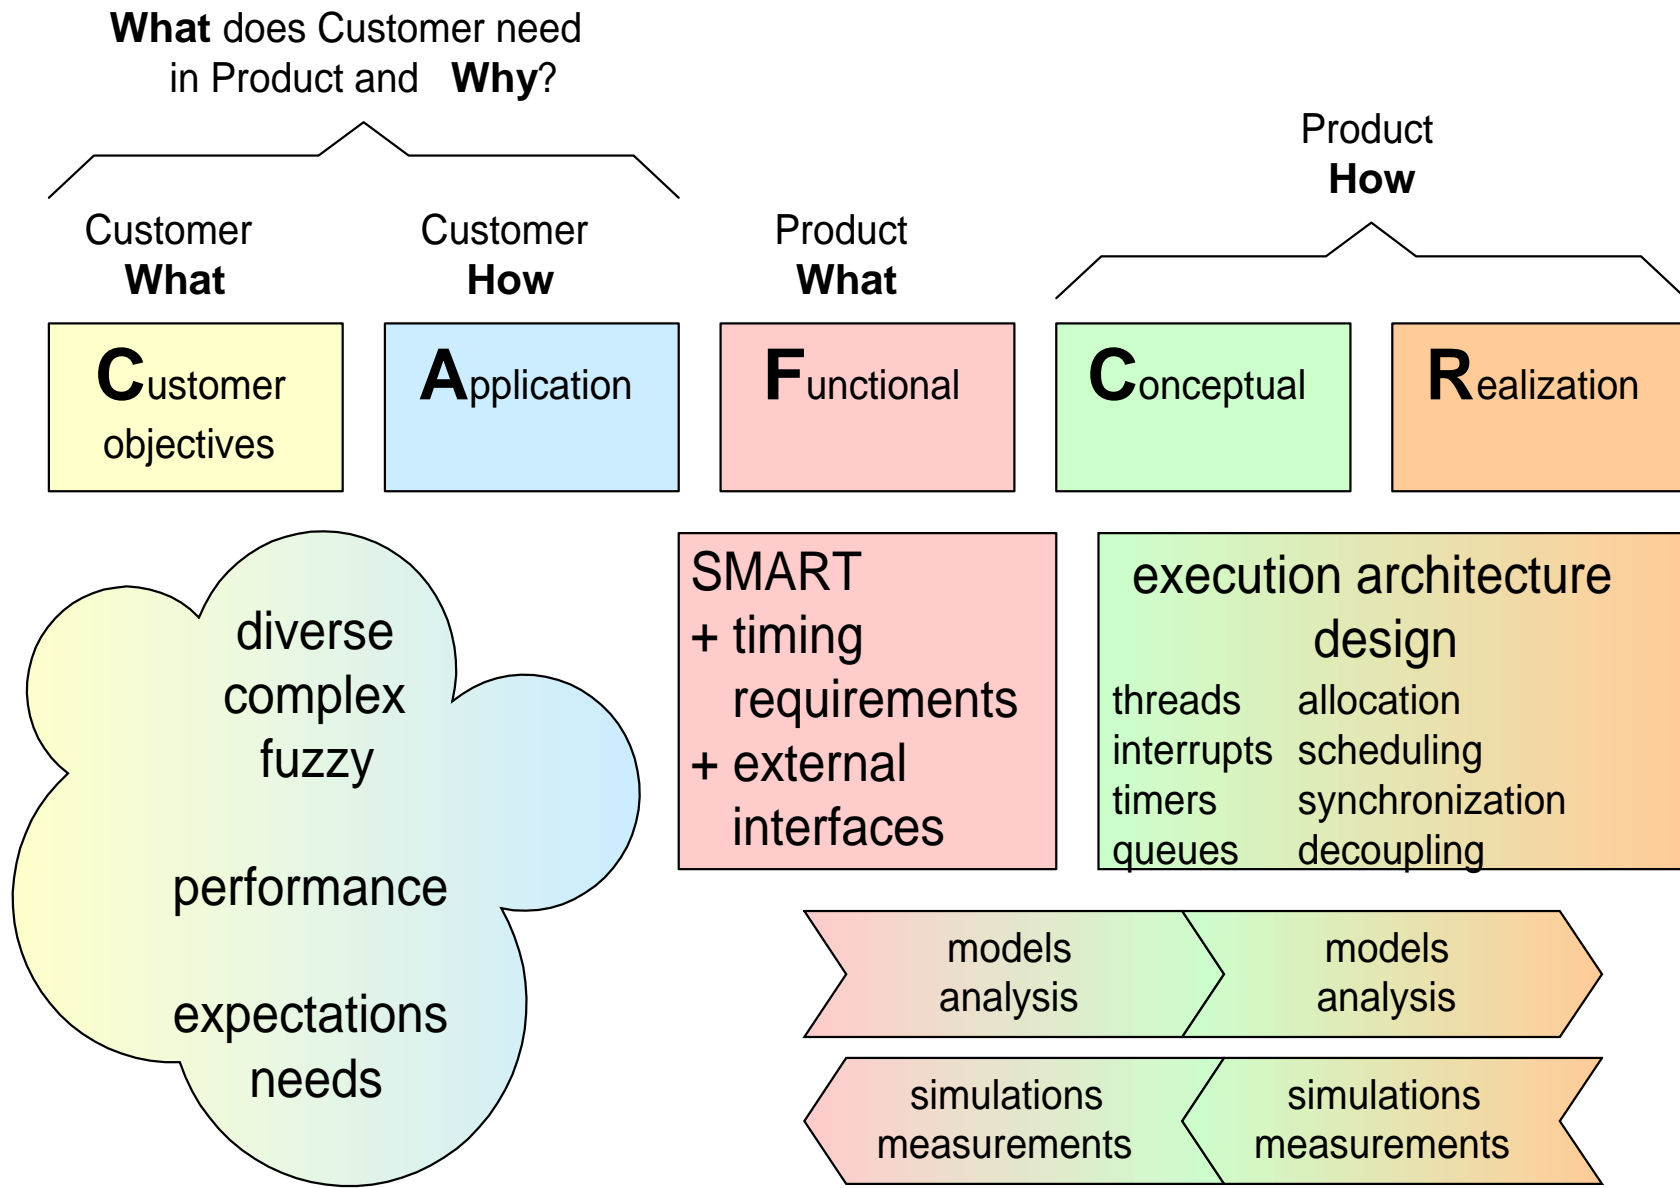 What does Customer need
in Product and Why?
Product
How
Customer
What
Customer
How
Product
What
Customer
objectives
Application
Functional
Conceptual
Realization
diverse
complex
fuzzy
performance
expectations
needs
SMART
+ timing
requirements
+ external
interfaces
execution architecture
design
threads allocation
interrupts scheduling
timers synchronization
queues decoupling
models
analysis
models
analysis
simulations
measurements
simulations
measurements